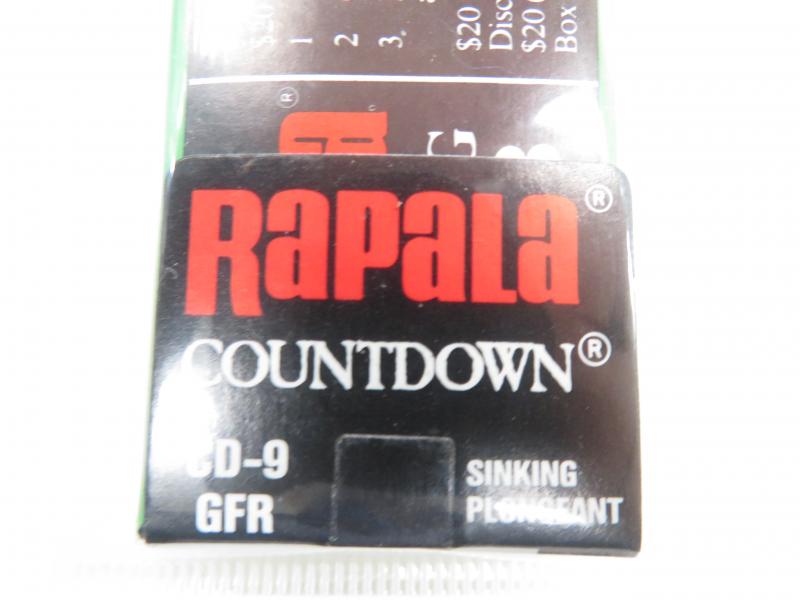 $20
1
2
3.
$20
Disc
$20
Box
RAPALA®
COUNTDOWN®
CD-9
GFR
SINKING
PLONGEANT